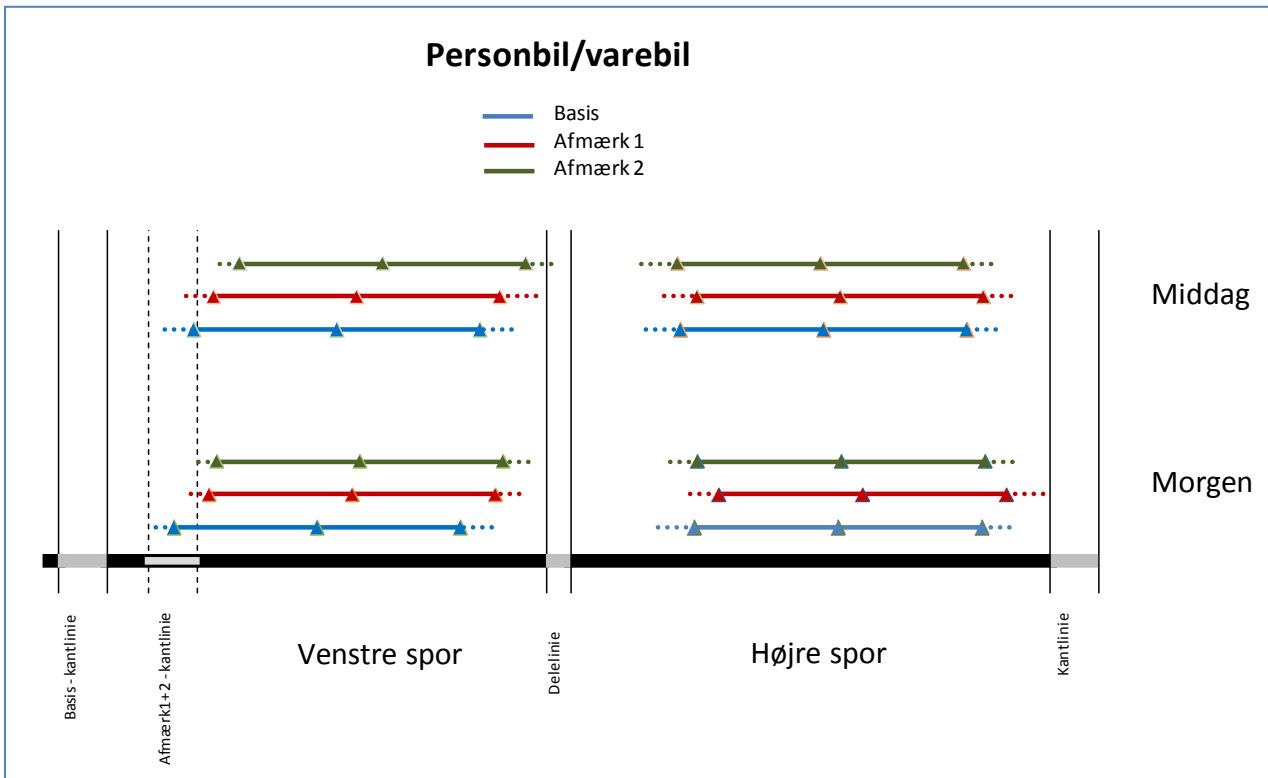 Personbil/varebil
Basis
Afmærk 1
Afmærk 2
Middag
Morgen
Venstre spor
Højre spor
Basis - kantlinie
Afmærk1+2 - kantlinie
Delelinie
Kantlinie